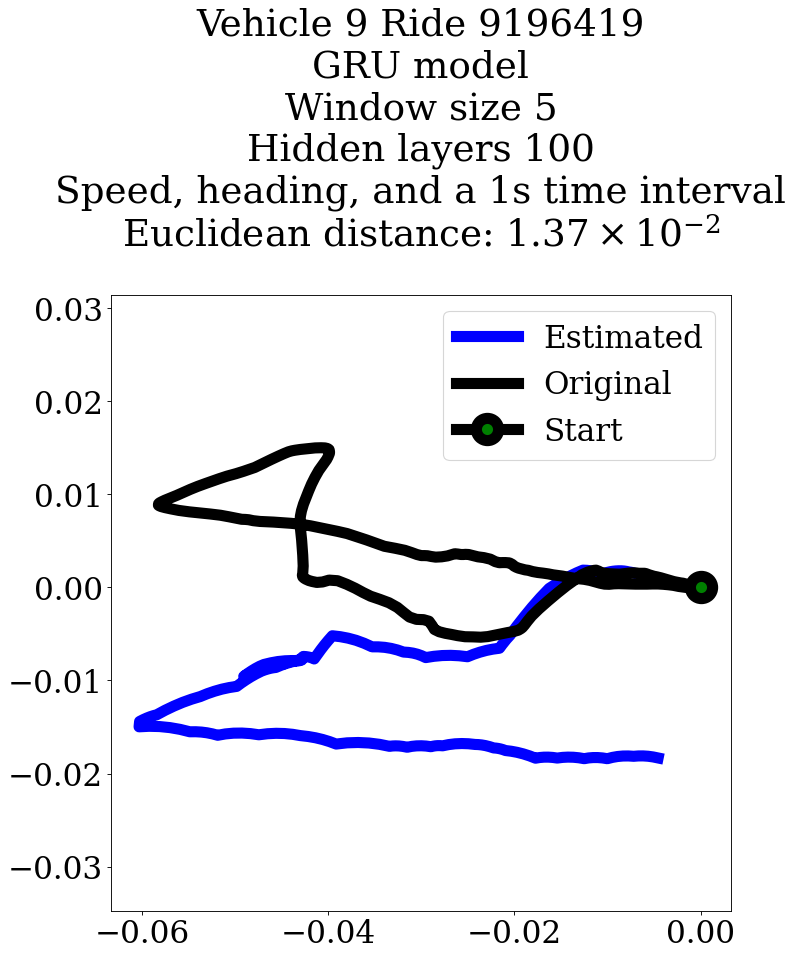 Vehicle 9 Ride 9196419
GRU model
Window size 5
Hidden layers 100
Speed, heading, and a 1s time interval
Euclidean distance: 1.37 × 10⁻²
Estimated
Original
Start
0.03
0.02
0.01
0.00
−0.01
−0.02
−0.03
−0.06
−0.04
−0.02
0.00